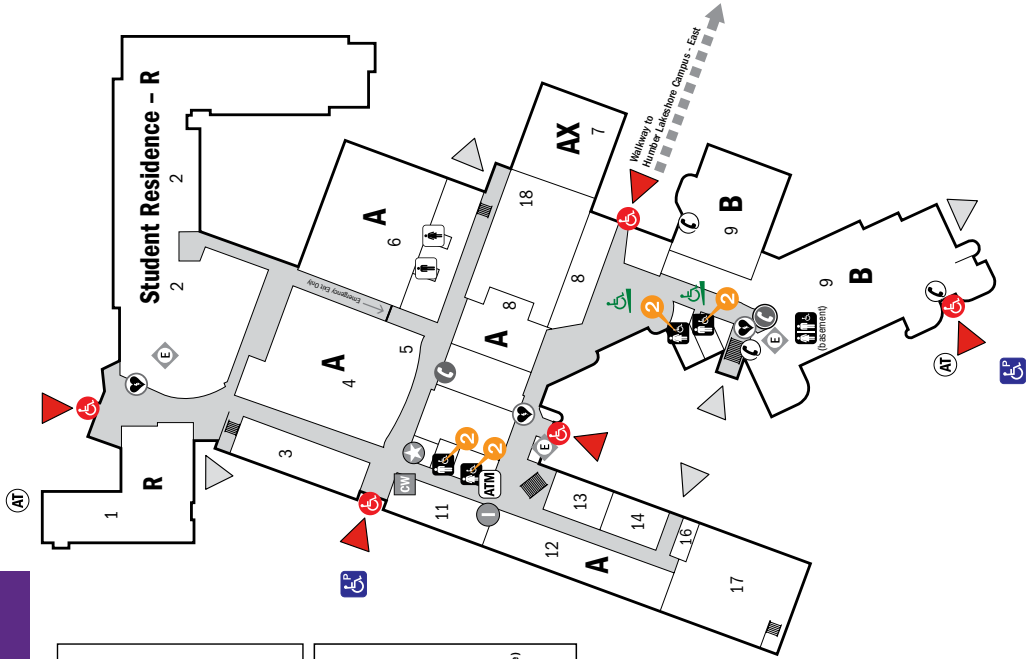 Student Residence – R
2
2
AT
1
R
E
3
4
A
5
Emergency Exit Only
A
6
AX
7
18
8
8
A
Walkway to
Humber Lakeshore Campus - East
B
9
9
B
2
2
E
(basement)
AT
P
CW
2
2
ATM
I
E
11
12
A
13
14
16
17
P
e)